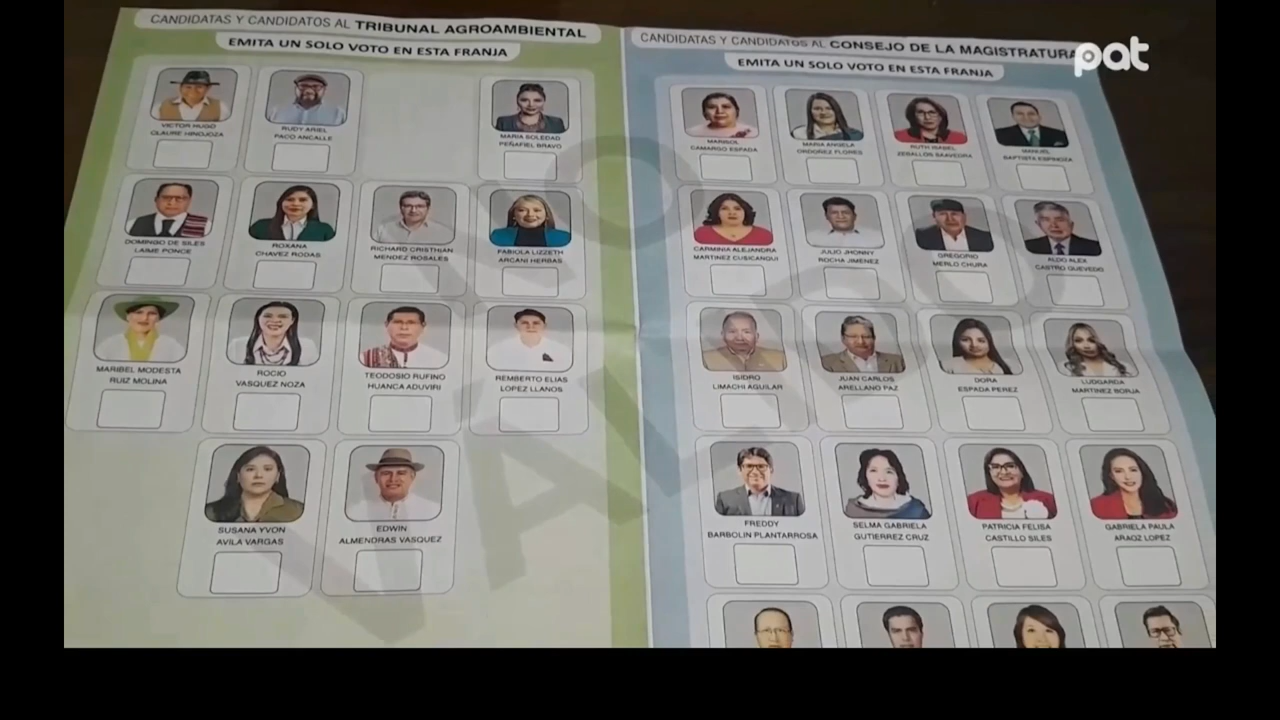 CANDIDATAS Y CANDIDATOS AL TRIBUNAL AGROAMBIENTAL
EMITA UN SOLO VOTO EN ESTA FRANJA
VICTOR HUGO
CLAURE HINOJOZA
RUDY ARIEL
PACO ANCALLE
MARIA SOLEDAD
PEÑAFIEL BRAVO
DOMINGO DE SILES
LAIME PONCE
ROXANA
CHAVEZ RODAS
RICHARD CRISTHIAN
MENDEZ ROSALES
FABIOLA LIZZETH
ARCANI HERBAS
MARIBEL MODESTA
RUIZ MOLINA
ROCIO
VASQUEZ NOZA
TEODOSIO RUFINO
HUANCA ADUVIRI
REMBERTO ELIAS
LOPEZ LLANOS
SUSANA YVON
AVILA VARGAS
EDWIN
ALMENDRAS VASQUEZ
CANDIDATAS Y CANDIDATOS AL CONSEJO DE LA MAGISTRATURA
EMITA UN SOLO VOTO EN ESTA FRANJA
MARISOL
CAMARGO ESPADA
MARIA ANGELA
ORDOÑEZ FLORES
RUTH ISABEL
ZEBALLOS SAAVEDRA
MANUEL
BAPTISTA ESPINOZA
CARMINIA ALEJANDRA
MARTINEZ CUSICANQUI
JULIO JHONNY
ROCHA JIMENEZ
GREGORIO
MERLO CHURA
ALDO ALEX
CASTRO QUEVEDO
ISIDRO
LIMACHI AGUILAR
JUAN CARLOS
ARELLANO PAZ
DORA
ESPADA PEREZ
LUDGARDA
MARTINEZ BORJA
FREDDY
BARBOLIN PLANTARROSA
SELMA GABRIELA
GUTIERREZ CRUZ
PATRICIA FELISA
CASTILLO SILES
GABRIELA PAULA
ARAOZ LOPEZ
NO
VALIDO
pat